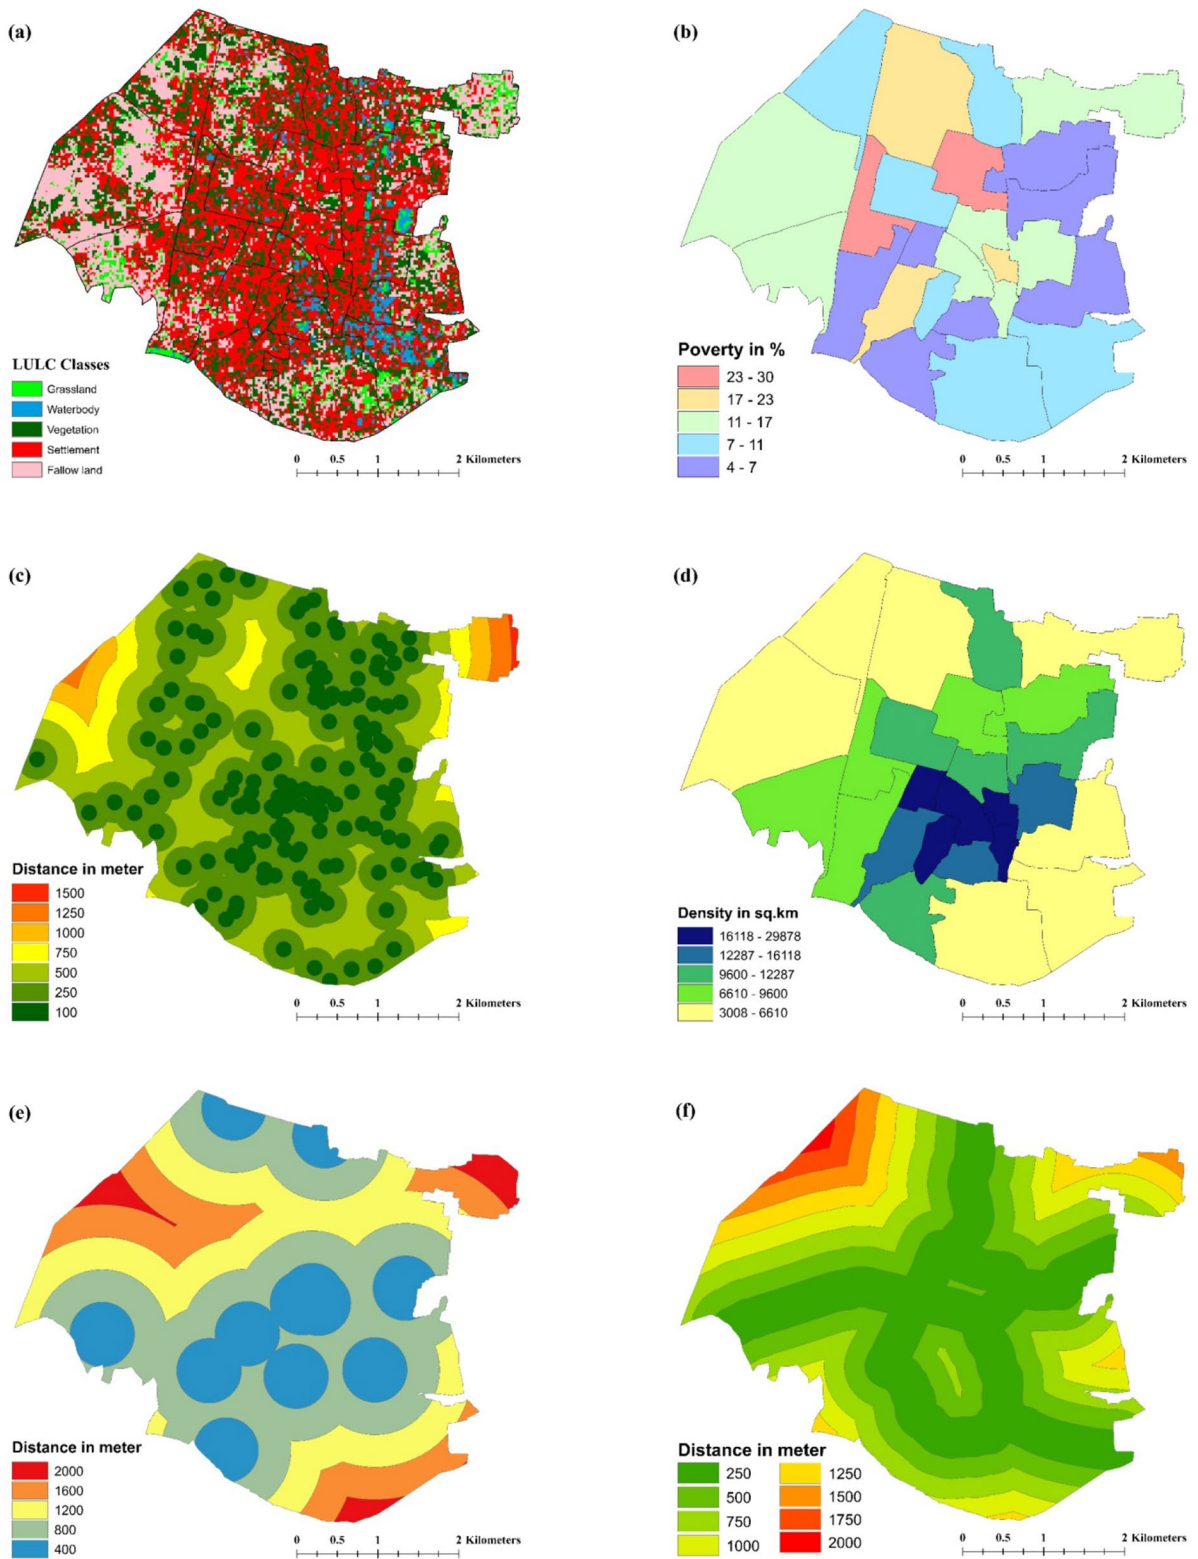 (a)
LULC Classes
Grassland
Waterbody
Vegetation
Settlement
Fallow land
0 0.5 1 2 Kilometers
(b)
Poverty in %
23 - 30
17 - 23
11 - 17
7 - 11
4 - 7
0 0.5 1 2 Kilometers
(c)
Distance in meter
1500
1250
1000
750
500
250
100
0 0.5 1 2 Kilometers
(d)
Density in sq.km
16118 - 29878
12287 - 16118
9600 - 12287
6610 - 9600
3008 - 6610
0 0.5 1 2 Kilometers
(e)
Distance in meter
2000
1600
1200
800
400
0 0.5 1 2 Kilometers
(f)
Distance in meter
250 1250
500 1500
750 1750
1000 2000
0 0.5 1 2 Kilometers